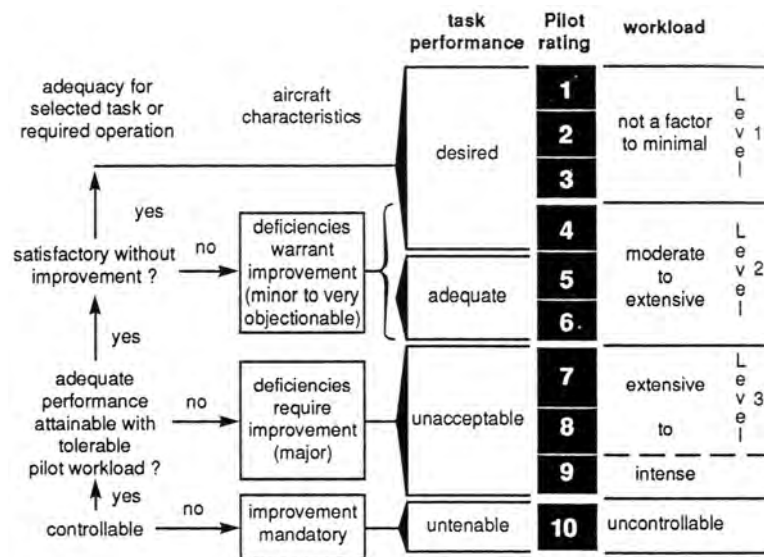 task performance
Pilot rating
workload
adequacy for
selected task or
required operation
aircraft
characteristics
desired
1
2
3
not a factor
to minimal
Level 1
yes
satisfactory without
improvement ?
no
deficiencies
warrant
improvement
(minor to very
objectionable)
adequate
4
5
6
moderate
to
extensive
Level 2
yes
adequate
performance
attainable with
tolerable
pilot workload ?
no
deficiencies
require
improvement
(major)
unacceptable
7
8
9
extensive
to
intense
Level 3
yes
controllable
no
improvement
mandatory
untenable
10
uncontrollable